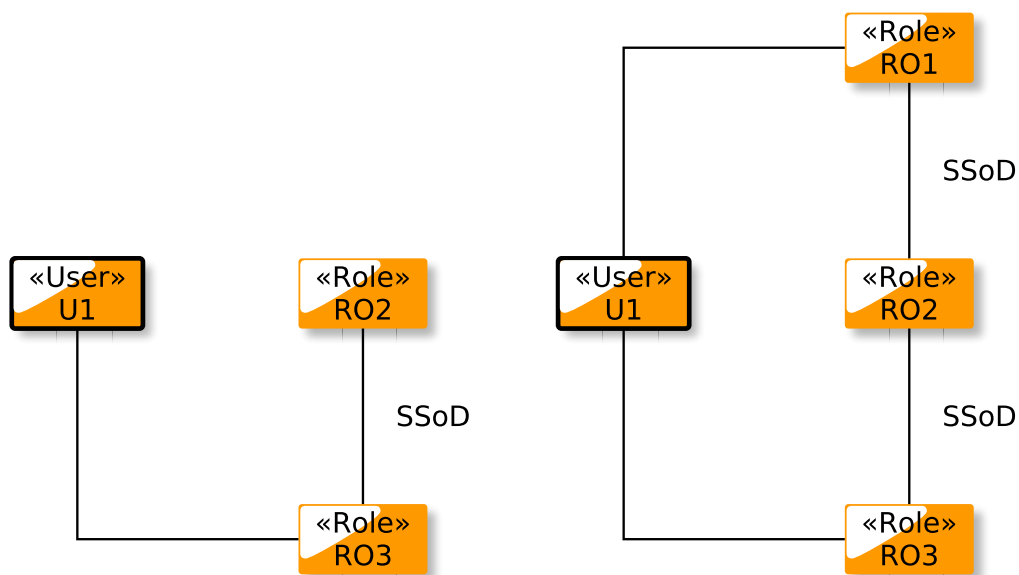 «User»
U1
«Role»
RO2
SSoD
«Role»
RO3
«Role»
RO1
SSoD
«User»
U1
«Role»
RO2
SSoD
«Role»
RO3